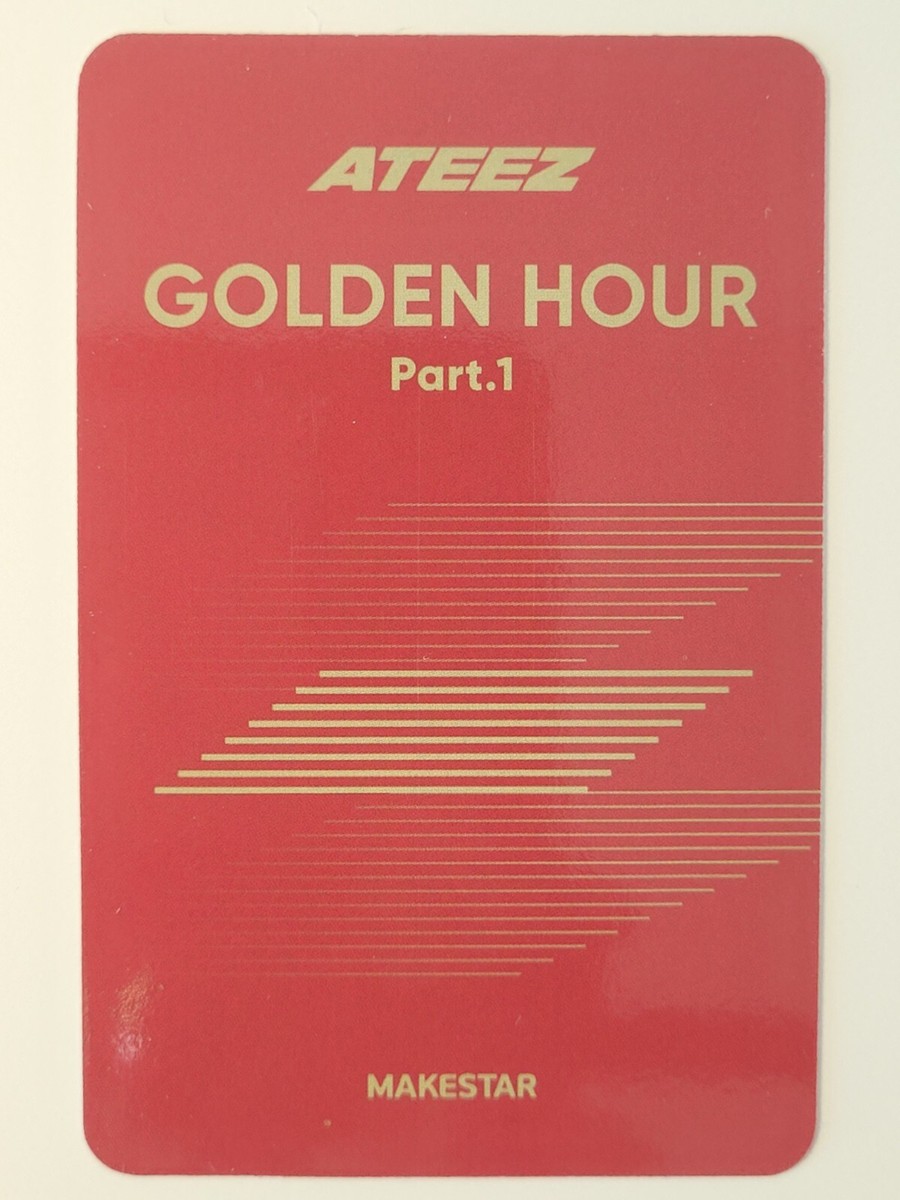 ATEEZ
GOLDEN HOUR
Part.1
MAKESTAR